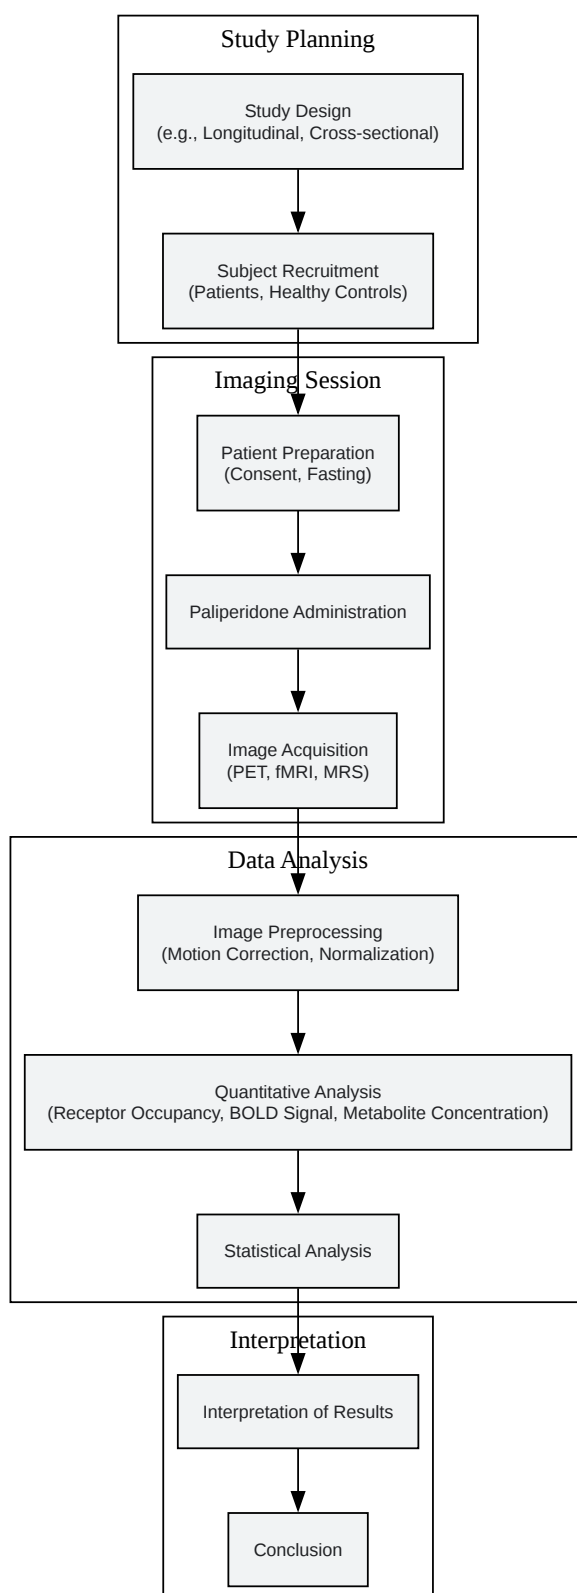 Study Planning
Study Design
(e.g., Longitudinal, Cross-sectional)
Subject Recruitment
(Patients, Healthy Controls)
Imaging Session
Patient Preparation
(Consent, Fasting)
Paliperidone Administration
Image Acquisition
(PET, fMRI, MRS)
Data Analysis
Image Preprocessing
(Motion Correction, Normalization)
Quantitative Analysis
(Receptor Occupancy, BOLD Signal, Metabolite Concentration)
Statistical Analysis
Interpretation
Interpretation of Results
Conclusion